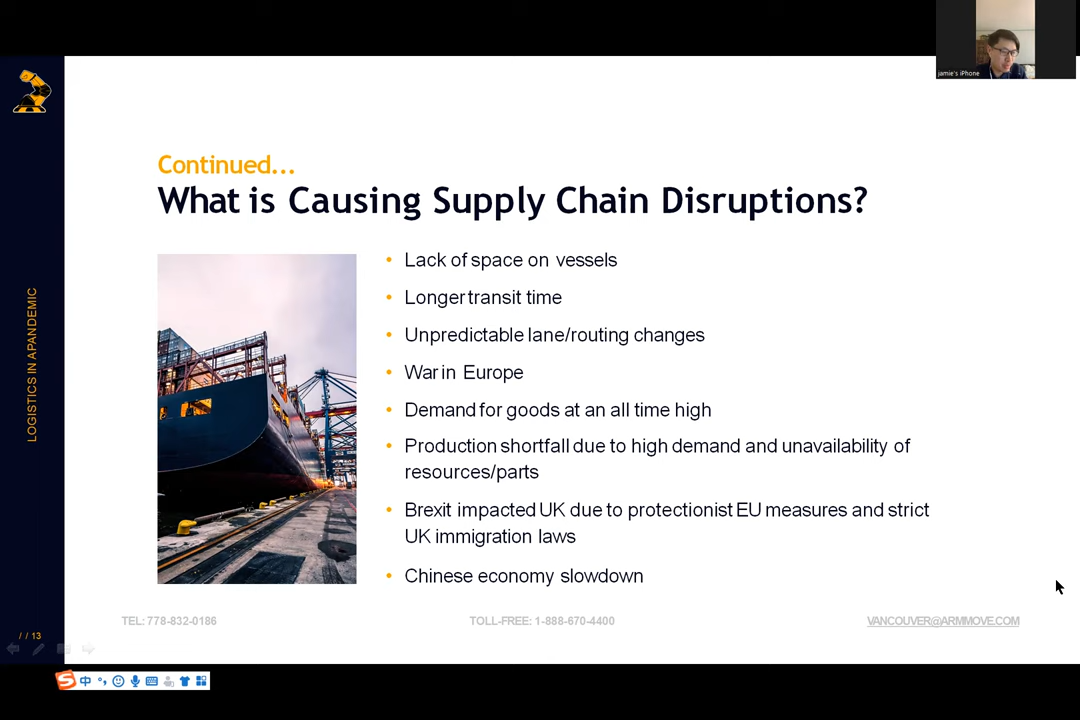 jamie's iPhone
Continued...
What is Causing Supply Chain Disruptions?
• Lack of space on vessels
• Longer transit time
• Unpredictable lane/routing changes
• War in Europe
• Demand for goods at an all time high
• Production shortfall due to high demand and unavailability of
resources/parts
• Brexit impacted UK due to protectionist EU measures and strict
UK immigration laws
• Chinese economy slowdown
LOGISTICS IN APANDEMIC
TEL: 778-832-0186
TOLL-FREE: 1-888-670-4400
VANCOUVER@ARMMOVE.COM
/ / 13
S 中